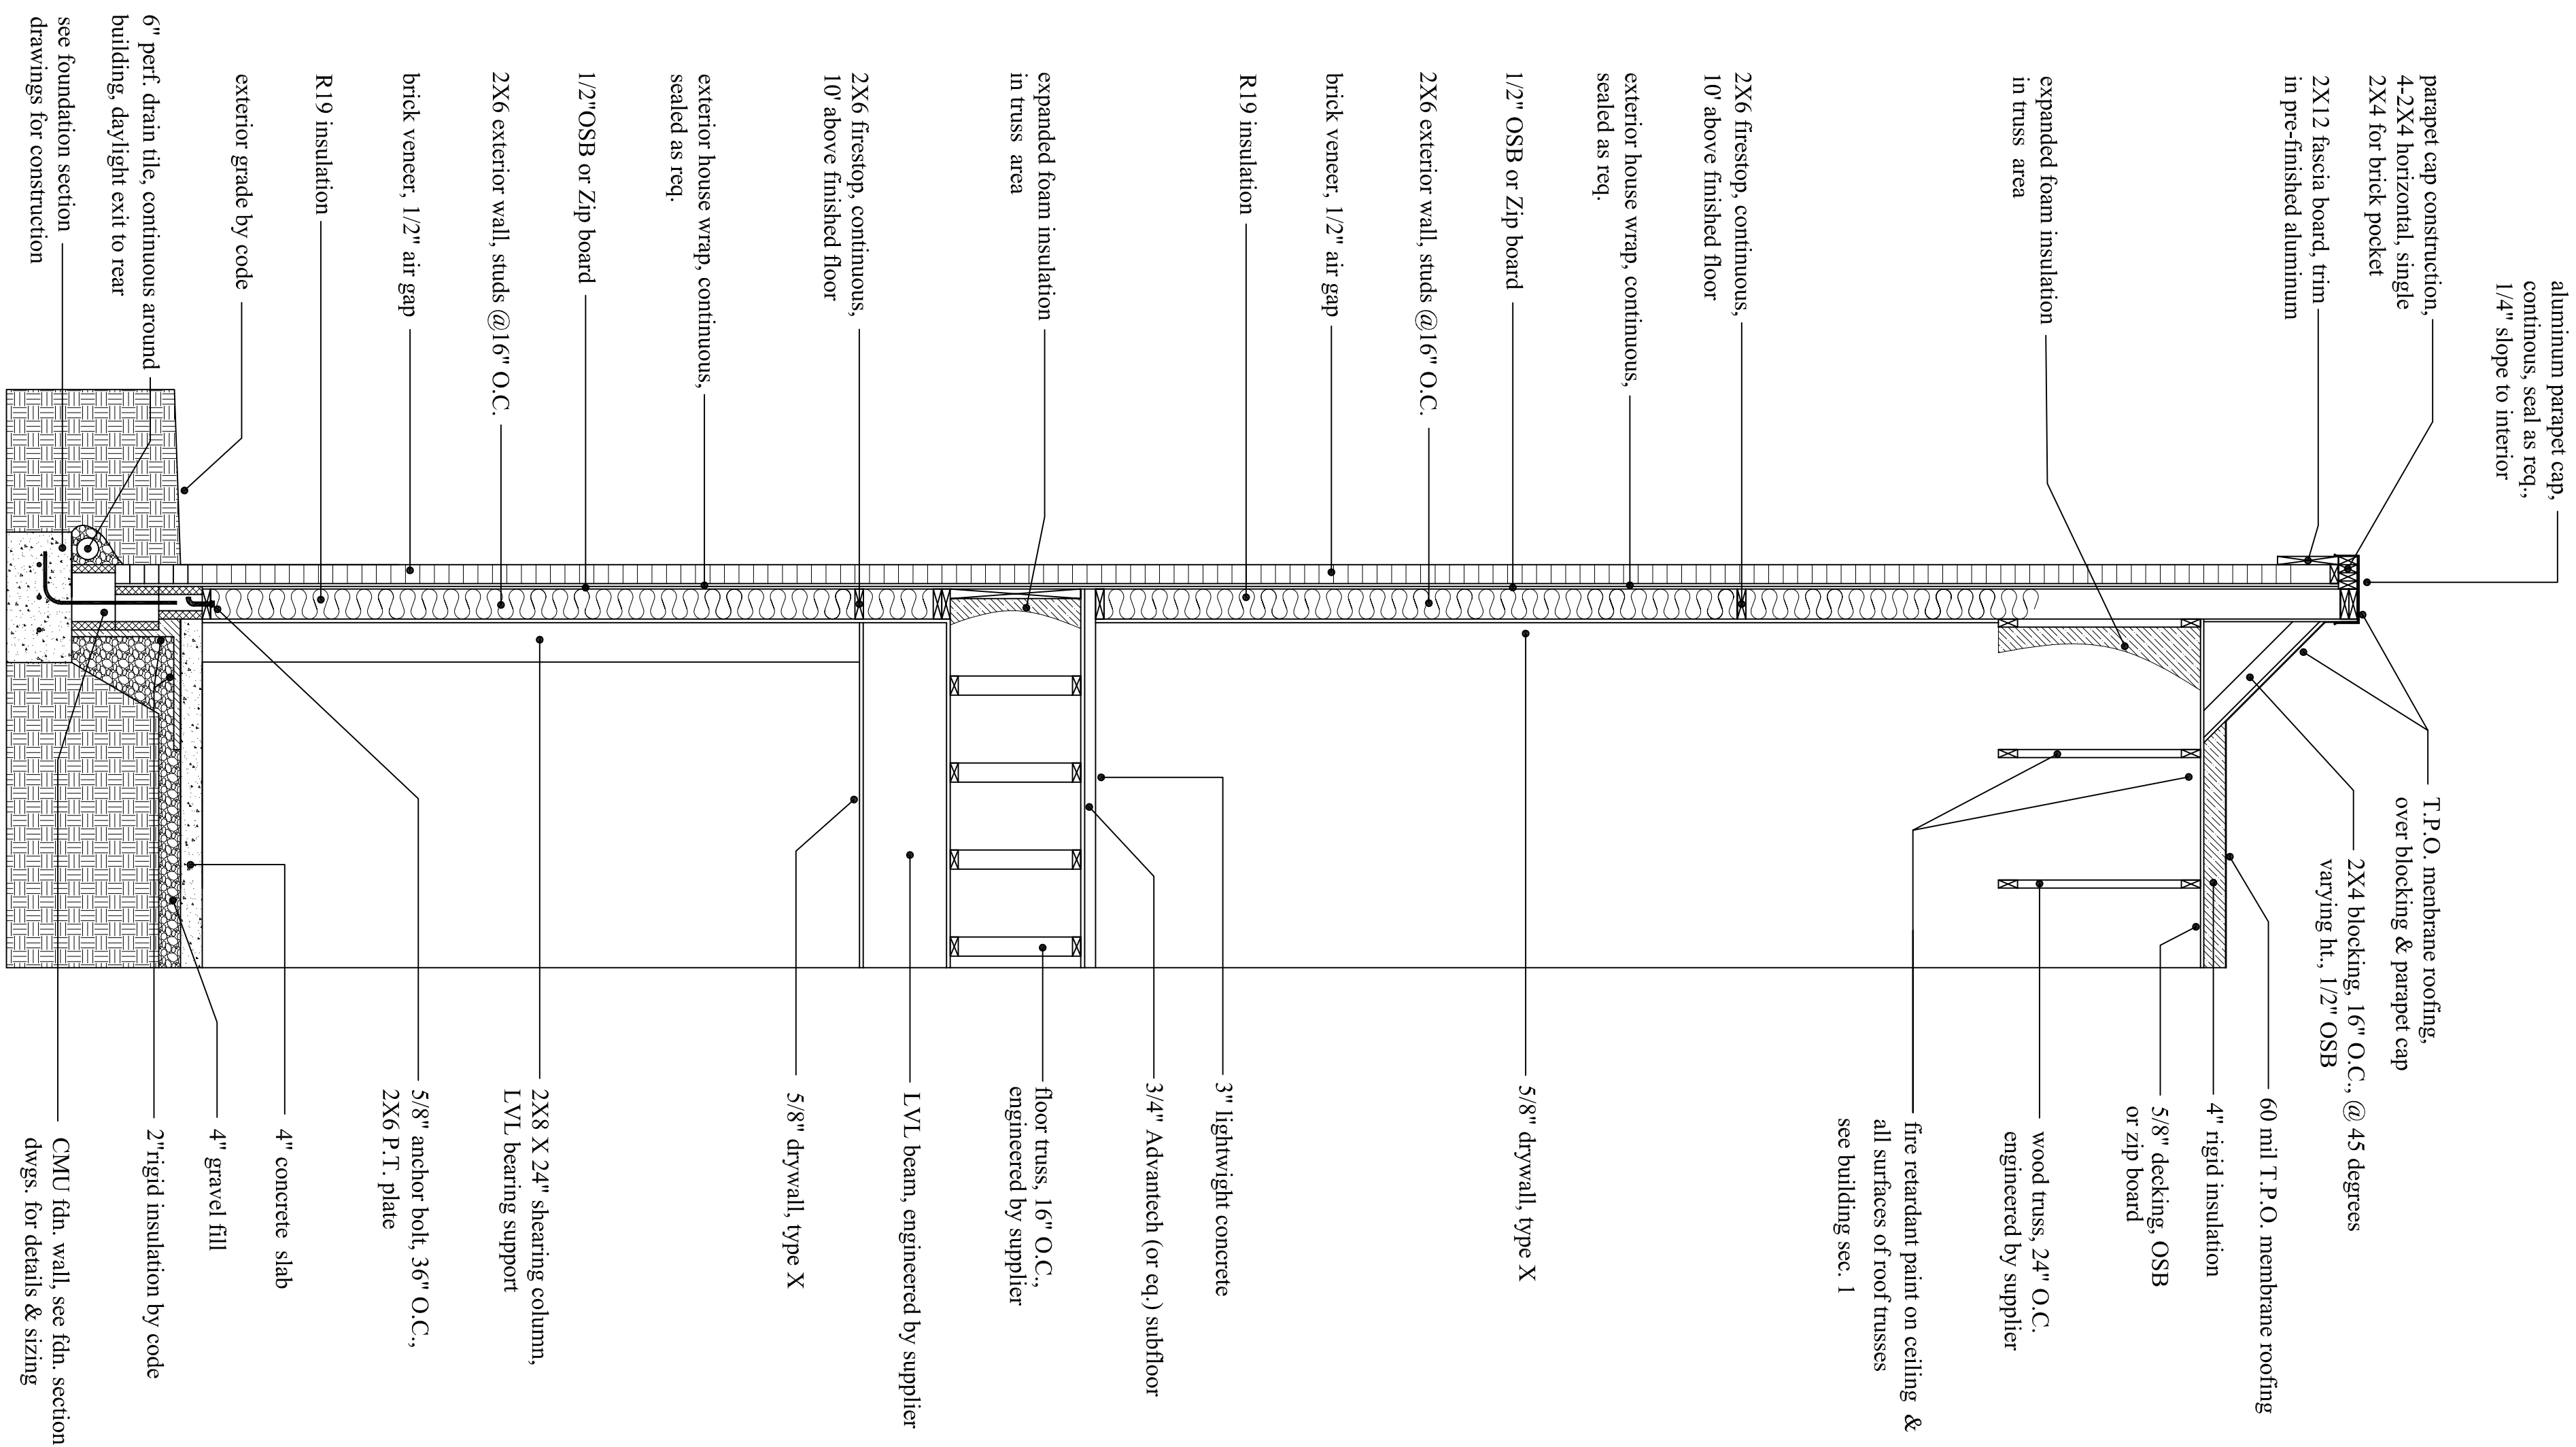 aluminum parapet cap,
continous, seal as req.,
1/4" slope to interior
parapet cap construction,
4-2X4 horizontal, single
2X4 for brick pocket
2X12 fascia board, trim
in pre-finished aluminum
expanded foam insulation
in truss area
2X6 firestop, continuous,
10' above finished floor
exterior house wrap, continuous,
sealed as req.
1/2" OSB or Zip board
2X6 exterior wall, studs @16" O.C.
brick veneer, 1/2" air gap
R19 insulation
expanded foam insulation
in truss area
2X6 firestop, continuous,
10' above finished floor
exterior house wrap, continuous,
sealed as req.
1/2"OSB or Zip board
2X6 exterior wall, studs @16" O.C.
brick veneer, 1/2" air gap
R19 insulation
exterior grade by code
6" perf. drain tile, continuous around
building, daylight exit to rear
see foundation section
drawings for construction
T.P.O. menbrane roofing,
over blocking & parapet cap
2X4 blocking, 16" O.C., @ 45 degrees
varying ht., 1/2" OSB
60 mil T.P.O. membrane roofing
4" rigid insulation
5/8" decking, OSB
or zip board
wood truss, 24" O.C.
engineered by supplier
fire retardant paint on ceiling &
all surfaces of roof trusses
see building sec. 1
5/8" drywall, type X
3" lightwight concrete
3/4" Advantech (or eq.) subfloor
floor truss, 16" O.C.,
engineered by supplier
LVL beam, engineered by supplier
5/8" drywall, type X
2X8 X 24" shearing column,
LVL bearing support
5/8" anchor bolt, 36" O.C.,
2X6 P.T. plate
4" concrete slab
4" gravel fill
2"rigid insulation by code
CMU fdn. wall, see fdn. section
dwgs. for details & sizing